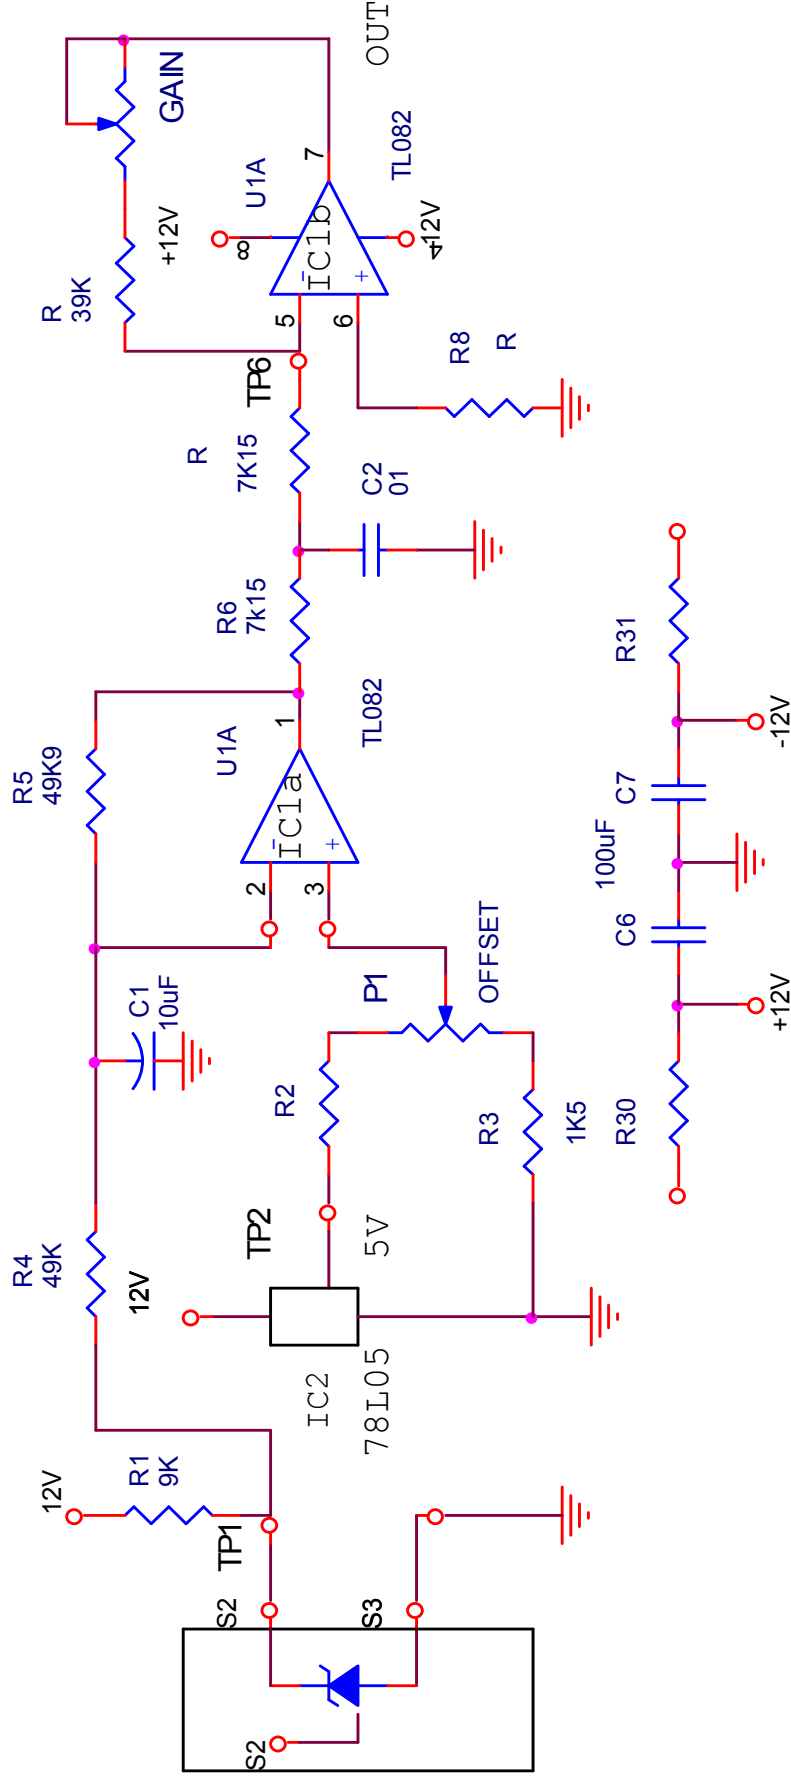 S2
S2
S3
TP1
12V
R1
9K
IC2
78L05
12V
R4
49K
TP2
5V
R2
R3
1K5
P1
OFFSET
C1
10uF
2
3
-
+
IC1a
1
U1A
TL082
R5
49K9
R6
7k15
C2
01
R
7K15
TP6
R8
R
5
6
-
+
IC1b
8
4
7
U1A
TL082
+12V
-12V
R
39K
GAIN
OUT
R30
+12V
C6
100uF
C7
-12V
R31